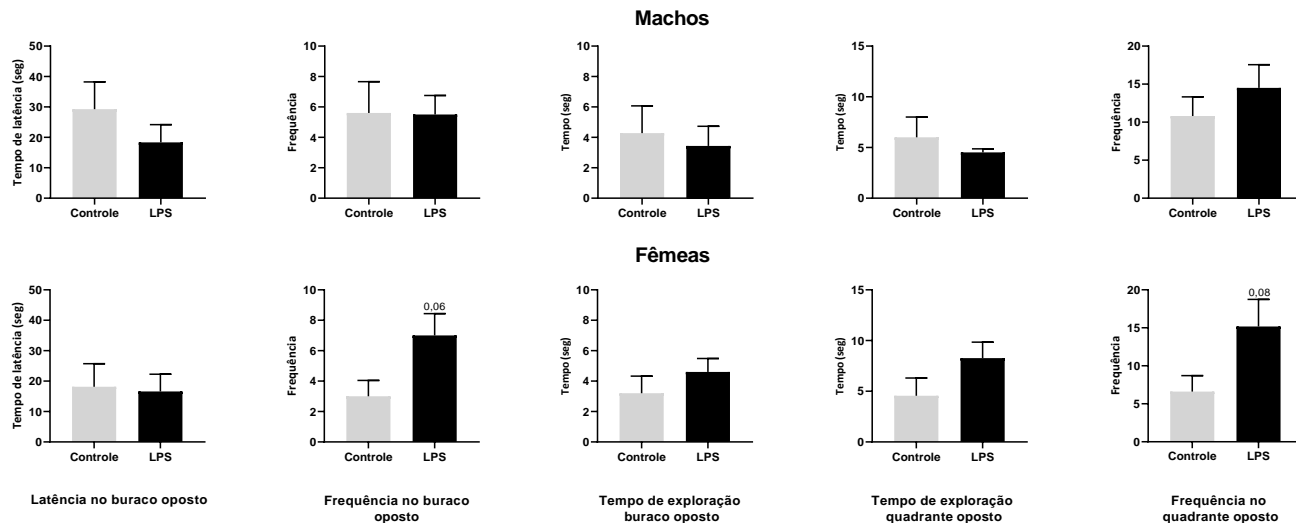 Machos
Tempo de latência (seg)
50
40
30
20
10
0
Controle LPS
Frequência
10
8
6
4
2
0
Controle LPS
Tempo (seg)
10
8
6
4
2
0
Controle LPS
Tempo (seg)
15
10
5
0
Controle LPS
Frequência
20
15
10
5
0
Controle LPS
Fêmeas
Tempo de latência (seg)
50
40
30
20
10
0
Controle LPS
Frequência
10
8
6
4
2
0
0,06
Controle LPS
Tempo (seg)
10
8
6
4
2
0
Controle LPS
Tempo (seg)
15
10
5
0
Controle LPS
Frequência
20
15
10
5
0
0,08
Controle LPS
Latência no buraco oposto
Frequência no buraco
oposto
Tempo de exploração
buraco oposto
Tempo de exploração
quadrante oposto
Frequência no
quadrante oposto